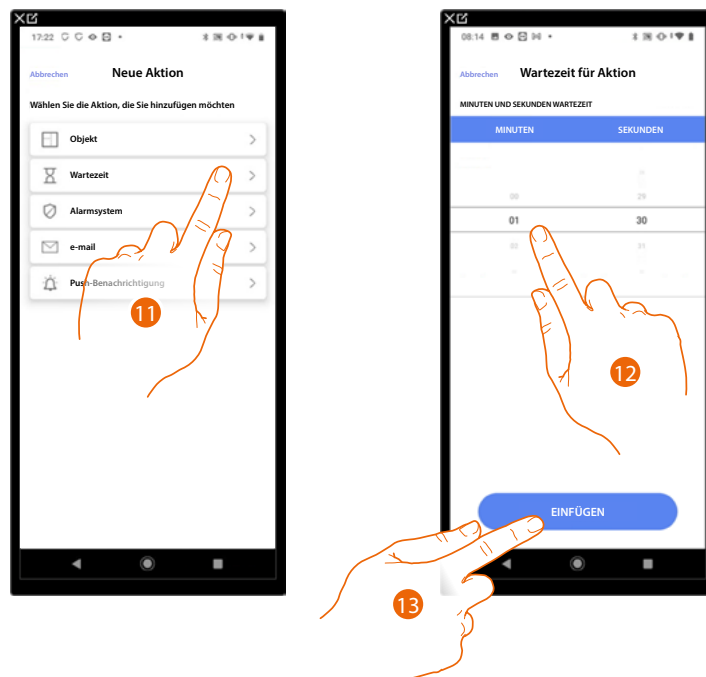 17:22
Abbrechen
Neue Aktion
Wählen Sie die Aktion, die Sie hinzufügen möchten
Objekt
Wartezeit
Alarmsystem
e-mail
Push-Benachrichtigung
11
08:14
Abbrechen
Wartezeit für Aktion
MINUTEN UND SEKUNDEN WARTEZEIT
MINUTEN SEKUNDEN
00 29
01 30
02 31
12
EINFÜGEN
13